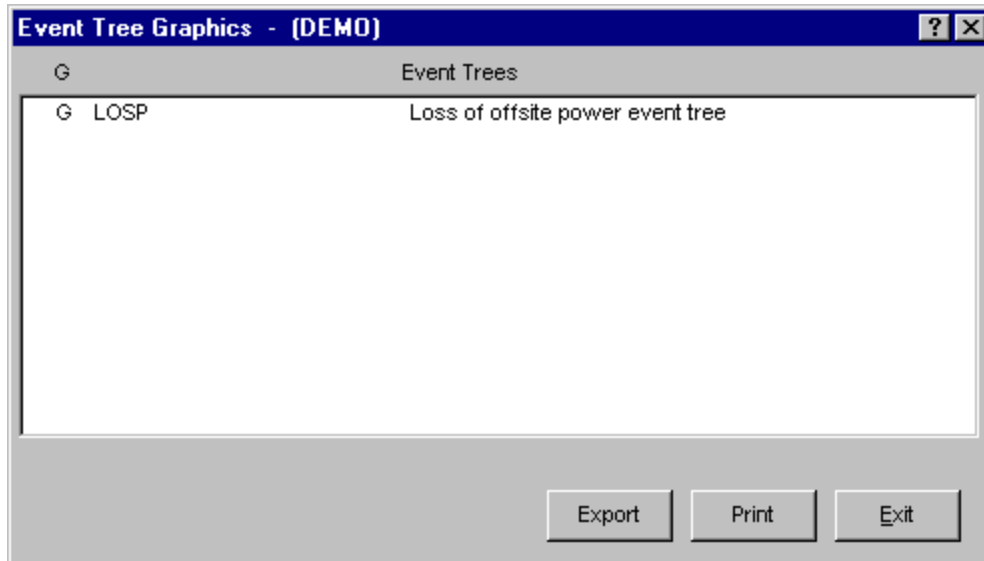 Event Tree Graphics - (DEMO) ? X
G Event Trees
G LOSP Loss of offsite power event tree
Export Print Exit